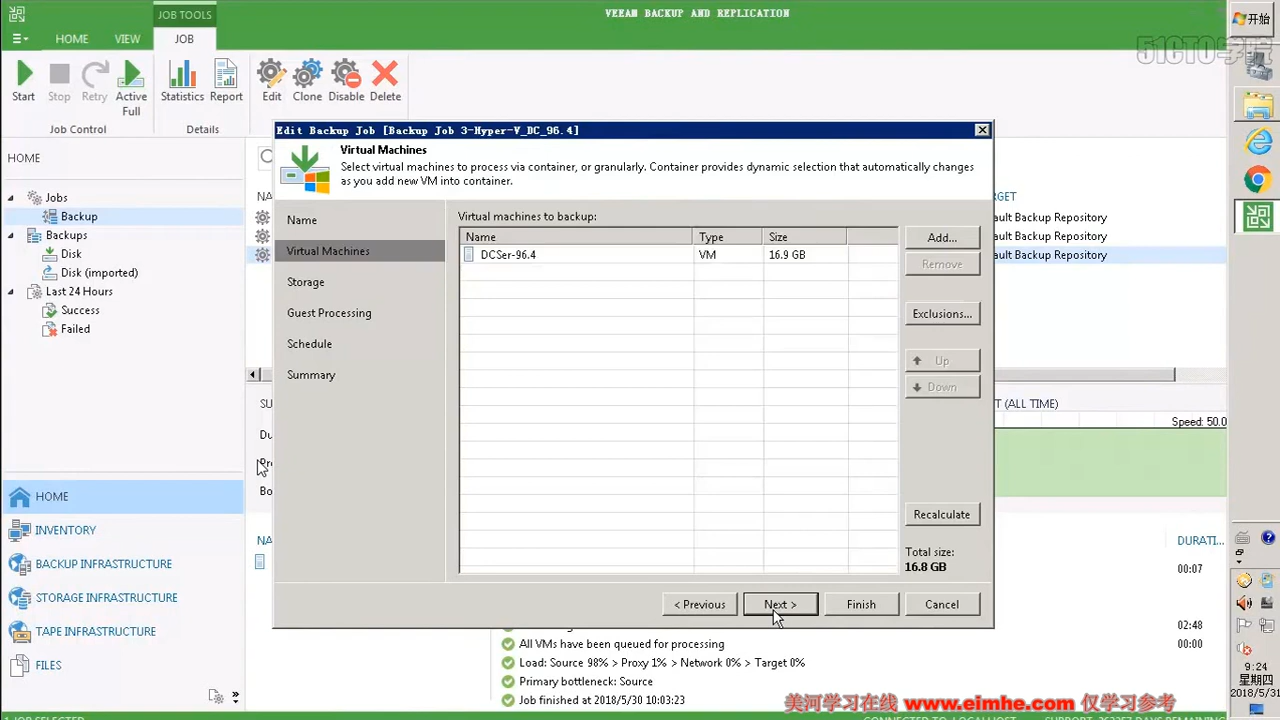 VEEAM BACKUP AND REPLICATION
JOB TOOLS
HOME
VIEW
JOB
开始
Start
Stop
Retry
Active
Full
Statistics
Report
Edit
Clone
Disable
Delete
Job Control
Details
HOME
Jobs
Backup
Backups
Disk
Disk (imported)
Last 24 Hours
Success
Failed
HOME
INVENTORY
BACKUP INFRASTRUCTURE
STORAGE INFRASTRUCTURE
TAPE INFRASTRUCTURE
FILES
Edit Backup Job [Backup Job 3-Hyper-V_DC_96.4]
Virtual Machines
Select virtual machines to process via container, or granularly. Container provides dynamic selection that automatically changes
as you add new VM into container.
Name
Virtual Machines
Storage
Guest Processing
Schedule
Summary
Virtual machines to backup:
Name Type Size
DCSer-96.4 VM 16.9 GB
Add...
Remove
Exclusions...
Up
Down
Recalculate
Total size:
16.8 GB
< Previous
Next >
Finish
Cancel
ault Backup Repository
ault Backup Repository
ault Backup Repository
T (ALL TIME)
Speed: 50.0
DURATI...
00:07
02:48
00:00
All VMs have been queued for processing
Load: Source 98% > Proxy 1% > Network 0% > Target 0%
Primary bottleneck: Source
Job finished at 2018/5/30 10:03:23
9:24
星期四
2018/5/31
美河学习在线 www.eimhe.com 仅学习参考